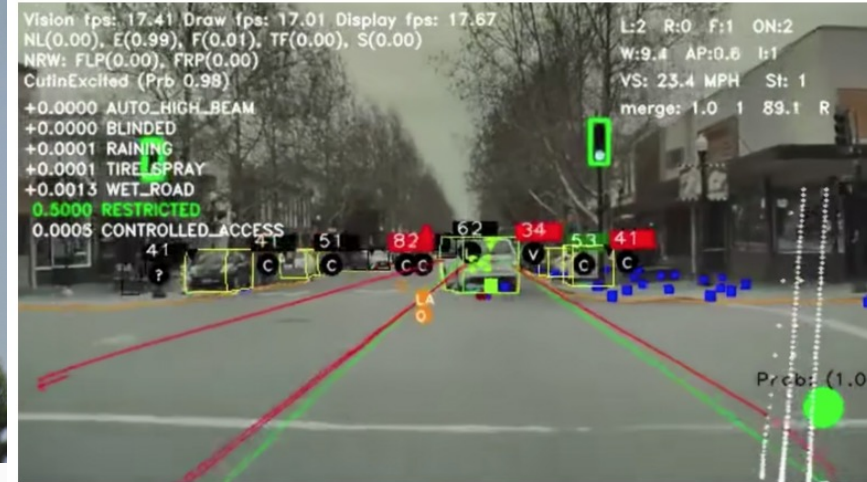 Vision fps: 17.41 Draw fps: 17.01 Display fps: 17.67
NL(0.00), E(0.99), F(0.01), TF(0.00), S(0.00)
NRW: FLP(0.00), FRP(0.00)
CutinExcited (Prb 0.98)
+0.0000 AUTO_HIGH_BEAM
+0.0000 BLINDED
+0.0001 RAINING
+0.0001 TIRE_SPRAY
+0.0013 WET_ROAD
0.5000 RESTRICTED
0.0005 CONTROLLED_ACCESS
L:2 R:0 F:1 ON:2
W:9.4 AP:0.6 I:1
VS: 23.4 MPH St: 1
merge: 1.0 1 89.1 R
41 41 51 82 62 34 53 41
? C C C C V C C
LA
0
Prob: (1.0